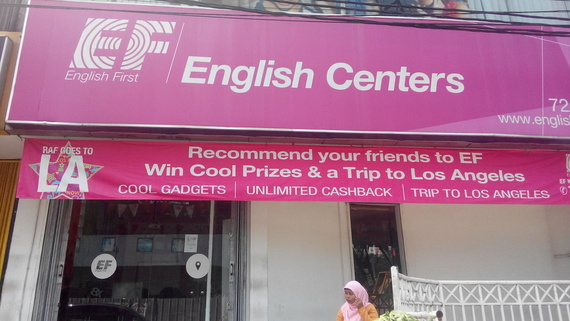 EF
English First
English Centers
72
www.englis
RAF GOES TO
LA
Recommend your friends to EF
Win Cool Prizes & a Trip to Los Angeles
COOL GADGETS | UNLIMITED CASHBACK | TRIP TO LOS ANGELES
EF